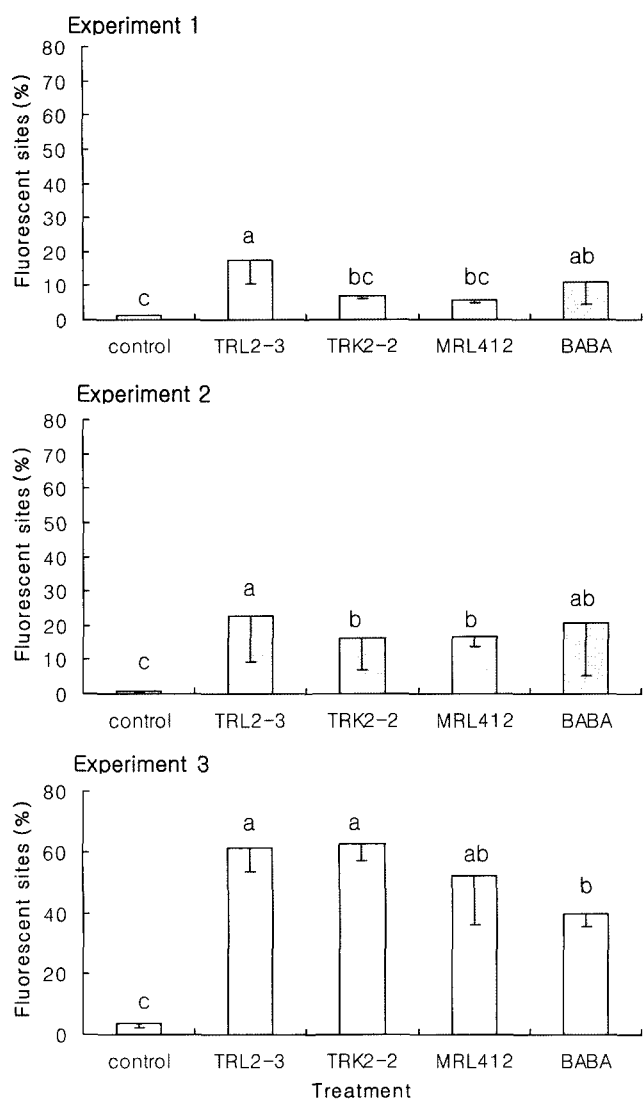 Experiment 1
Fluorescent sites (%)
80
70
60
50
40
30
20
10
0
c
a
bc
bc
ab
control TRL2-3 TRK2-2 MRL412 BABA
Experiment 2
Fluorescent sites (%)
80
70
60
50
40
30
20
10
0
c
a
b
b
ab
control TRL2-3 TRK2-2 MRL412 BABA
Experiment 3
Fluorescent sites (%)
80
60
40
20
0
c
a
a
ab
b
control TRL2-3 TRK2-2 MRL412 BABA
Treatment